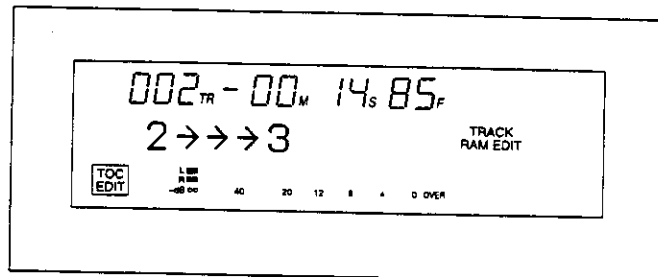 002TR - 00M 14S 85F
2→→→3
TRACK
RAM EDIT
TOC
EDIT
L
R
-dB ∞ 40 20 12 8 4 0 OVER